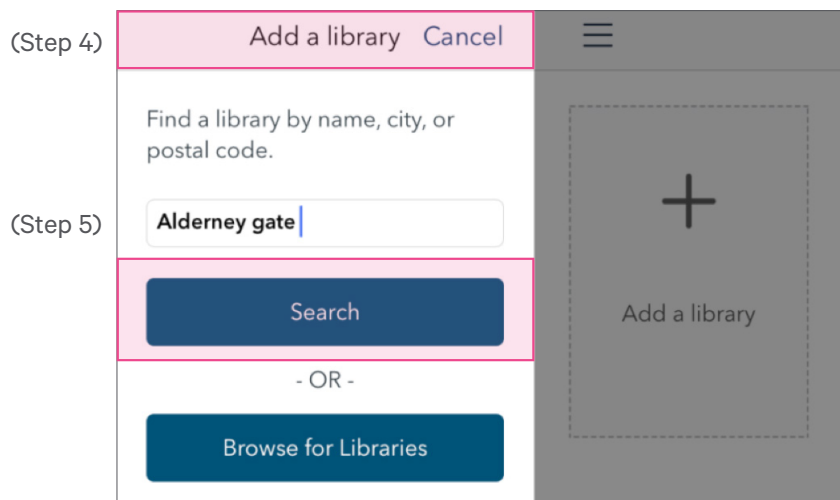 (Step 4)
Add a library Cancel
Find a library by name, city, or
postal code.
(Step 5)
Alderney gate
Search
- OR -
Browse for Libraries
Add a library